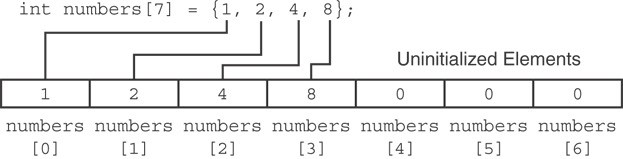 int numbers[7] = {1, 2, 4, 8};
Uninitialized Elements
1 2 4 8 0 0 0
numbers numbers numbers numbers numbers numbers numbers
[0] [1] [2] [3] [4] [5] [6]